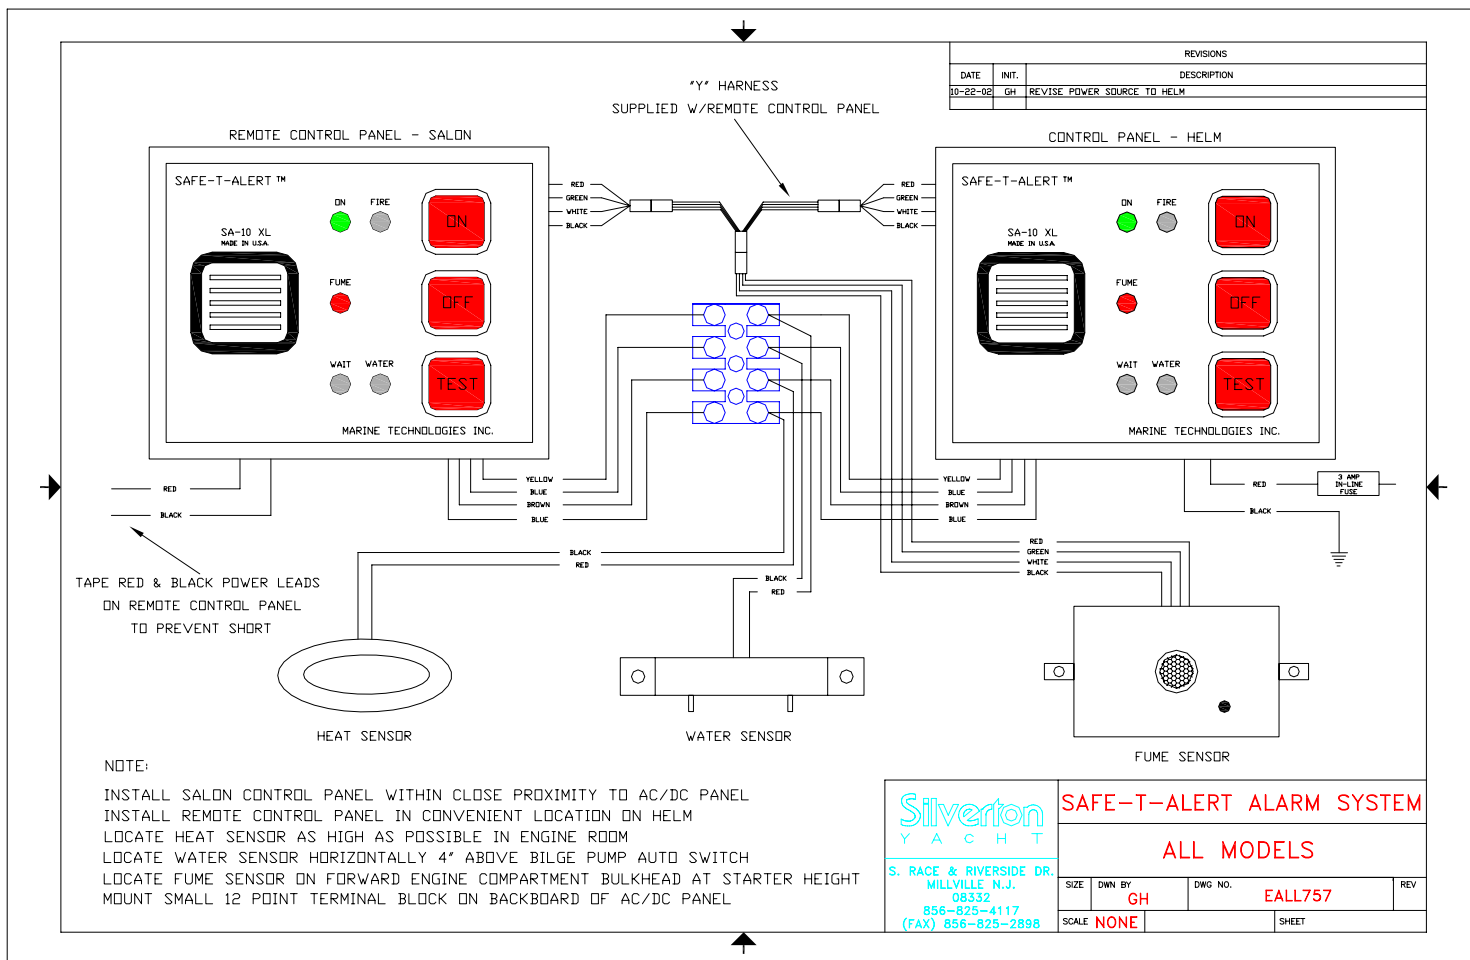 REVISIONS
DATE INIT. DESCRIPTION
10-22-02 GH REVISE POWER SOURCE TO HELM
"Y" HARNESS
SUPPLIED W/REMOTE CONTROL PANEL
REMOTE CONTROL PANEL - SALON
SAFE-T-ALERT ™
SA-10 XL
MADE IN U.S.A.
ON FIRE
FUME
WAIT WATER
ON
OFF
TEST
MARINE TECHNOLOGIES INC.
RED
GREEN
WHITE
BLACK
CONTROL PANEL - HELM
RED
GREEN
WHITE
BLACK
SAFE-T-ALERT ™
SA-10 XL
MADE IN U.S.A.
ON FIRE
FUME
WAIT WATER
ON
OFF
TEST
MARINE TECHNOLOGIES INC.
RED
BLACK
YELLOW
BLUE
BROWN
BLUE
YELLOW
BLUE
BROWN
BLUE
RED
3 AMP
IN-LINE
FUSE
BLACK
TAPE RED & BLACK POWER LEADS
ON REMOTE CONTROL PANEL
TO PREVENT SHORT
BLACK
RED
BLACK
RED
RED
GREEN
WHITE
BLACK
HEAT SENSOR
WATER SENSOR
FUME SENSOR
NOTE:
INSTALL SALON CONTROL PANEL WITHIN CLOSE PROXIMITY TO AC/DC PANEL
INSTALL REMOTE CONTROL PANEL IN CONVENIENT LOCATION ON HELM
LOCATE HEAT SENSOR AS HIGH AS POSSIBLE IN ENGINE ROOM
LOCATE WATER SENSOR HORIZONTALLY 4" ABOVE BILGE PUMP AUTO SWITCH
LOCATE FUME SENSOR ON FORWARD ENGINE COMPARTMENT BULKHEAD AT STARTER HEIGHT
MOUNT SMALL 12 POINT TERMINAL BLOCK ON BACKBOARD OF AC/DC PANEL
Silverton
YACHT
S. RACE & RIVERSIDE DR.
MILLVILLE N.J.
08332
856-825-4117
(FAX) 856-825-2898
SAFE-T-ALERT ALARM SYSTEM
ALL MODELS
SIZE DWN BY GH DWG NO. EALL757 REV
SCALE NONE SHEET